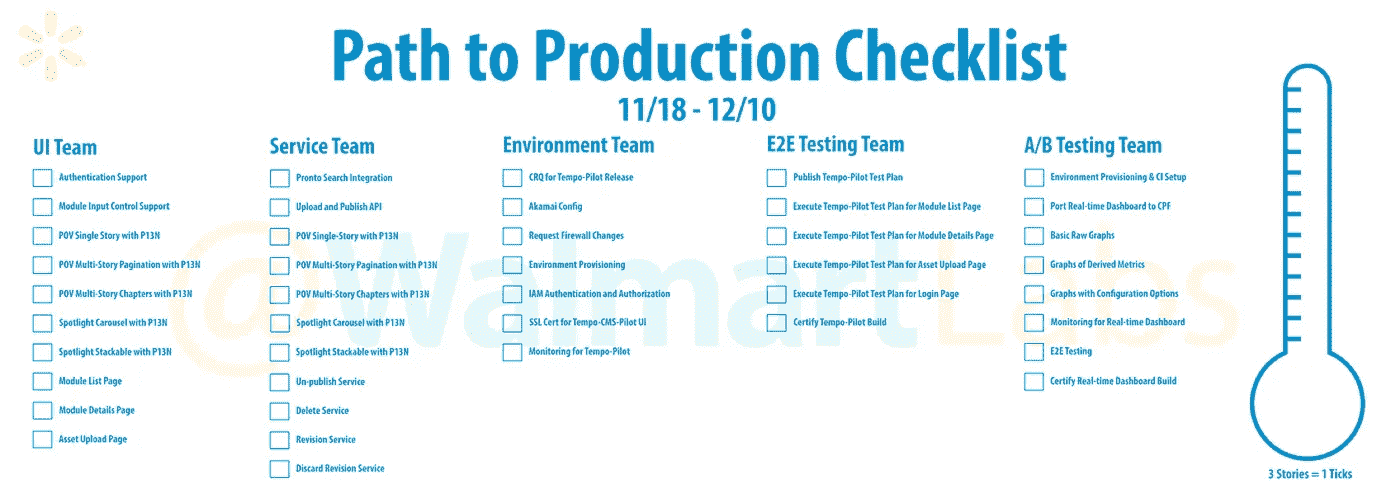 Path to Production Checklist
11/18 - 12/10
UI Team
Authentication Support
Module Input Control Support
POV Single Story with P13N
POV Multi-Story Pagination with P13N
POV Multi-Story Chapters with P13N
Spotlight Carousel with P13N
Spotlight Stackable with P13N
Module List Page
Module Details Page
Asset Upload Page
Service Team
Pronto Search Integration
Upload and Publish API
POV Single-Story with P13N
POV Multi-Story Pagination with P13N
POV Multi-Story Chapters with P13N
Spotlight Carousel with P13N
Spotlight Stackable with P13N
Un-publish Service
Delete Service
Revision Service
Discard Revision Service
Environment Team
CRQ for Tempo-Pilot Release
Akamai Config
Request Firewall Changes
Environment Provisioning
IAM Authentication and Authorization
SSL Cert for Tempo-CMS-Pilot UI
Monitoring for Tempo-Pilot
E2E Testing Team
Publish Tempo-Pilot Test Plan
Execute Tempo-Pilot Test Plan for Module List Page
Execute Tempo-Pilot Test Plan for Module Details Page
Execute Tempo-Pilot Test Plan for Asset Upload Page
Execute Tempo-Pilot Test Plan for Login Page
Certify Tempo-Pilot Build
A/B Testing Team
Environment Provisioning & CI Setup
Port Real-time Dashboard to CPF
Basic Raw Graphs
Graphs of Derived Metrics
Graphs with Configuration Options
Monitoring for Real-time Dashboard
E2E Testing
Certify Real-time Dashboard Build
3 Stories = 1 Ticks
@WalmartLabs